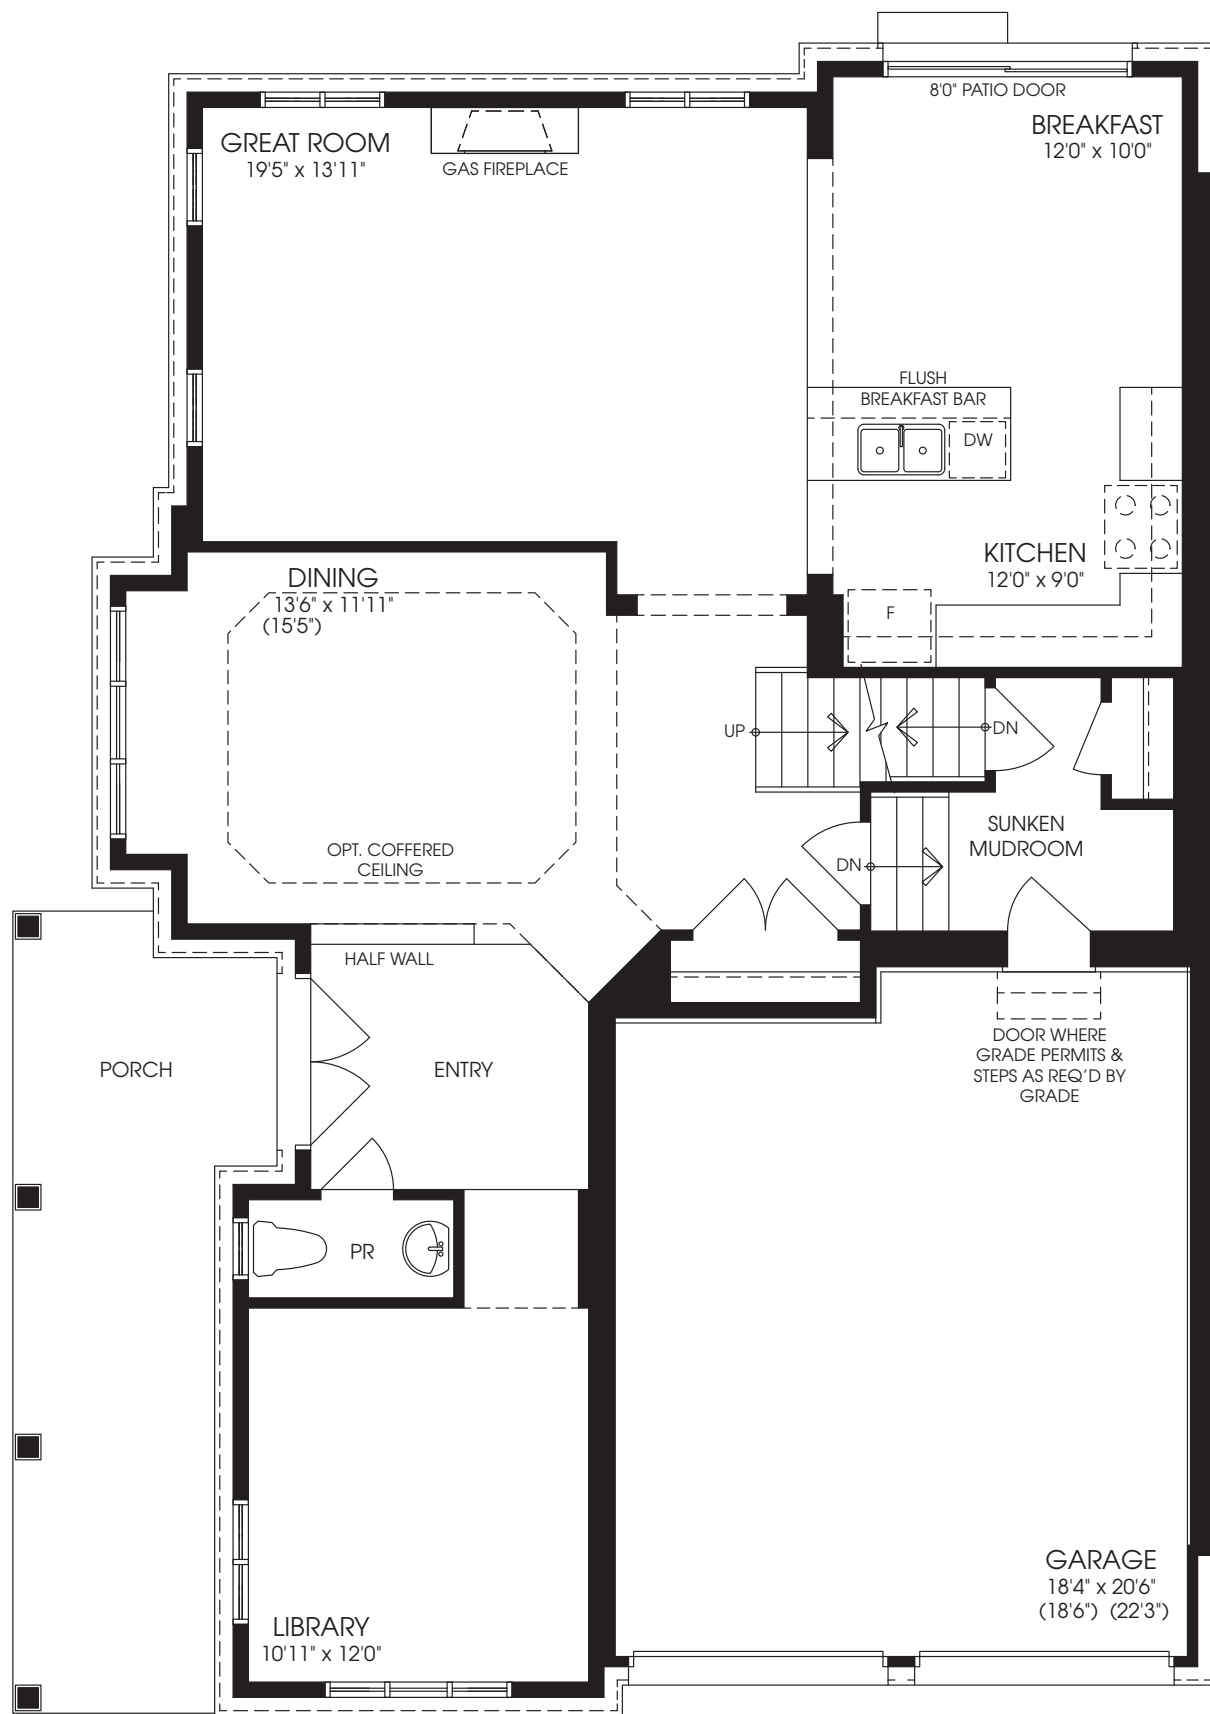 8'0" PATIO DOOR
BREAKFAST
12'0" x 10'0"
GREAT ROOM
19'5" x 13'11"
GAS FIREPLACE
FLUSH
BREAKFAST BAR
DW
KITCHEN
12'0" x 9'0"
F
DINING
13'6" x 11'11"
(15'5")
OPT. COFFERED
CEILING
UP
DN
SUNKEN
MUDROOM
DN
HALF WALL
PORCH
ENTRY
DOOR WHERE
GRADE PERMITS &
STEPS AS REQ'D BY
GRADE
PR
LIBRARY
10'11" x 12'0"
GARAGE
18'4" x 20'6"
(18'6") (22'3")